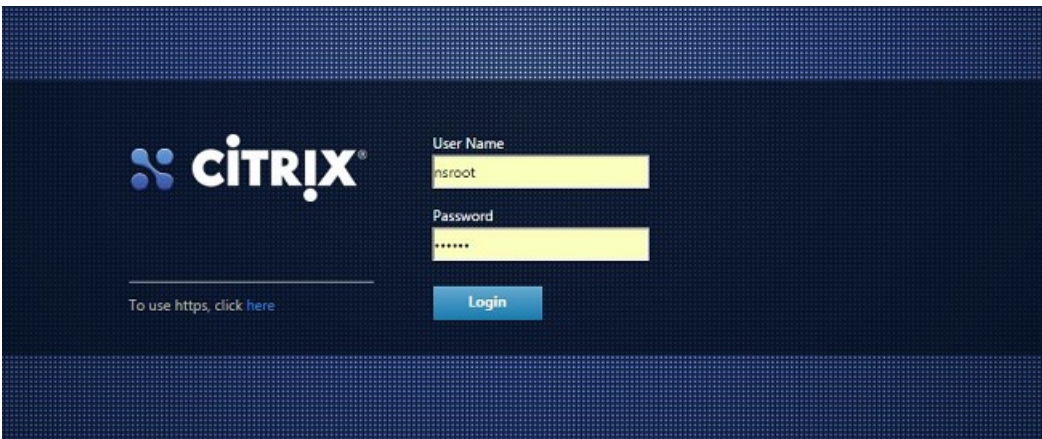 CITRIX®
User Name
nsroot
Password
••••••
Login
To use https, click here